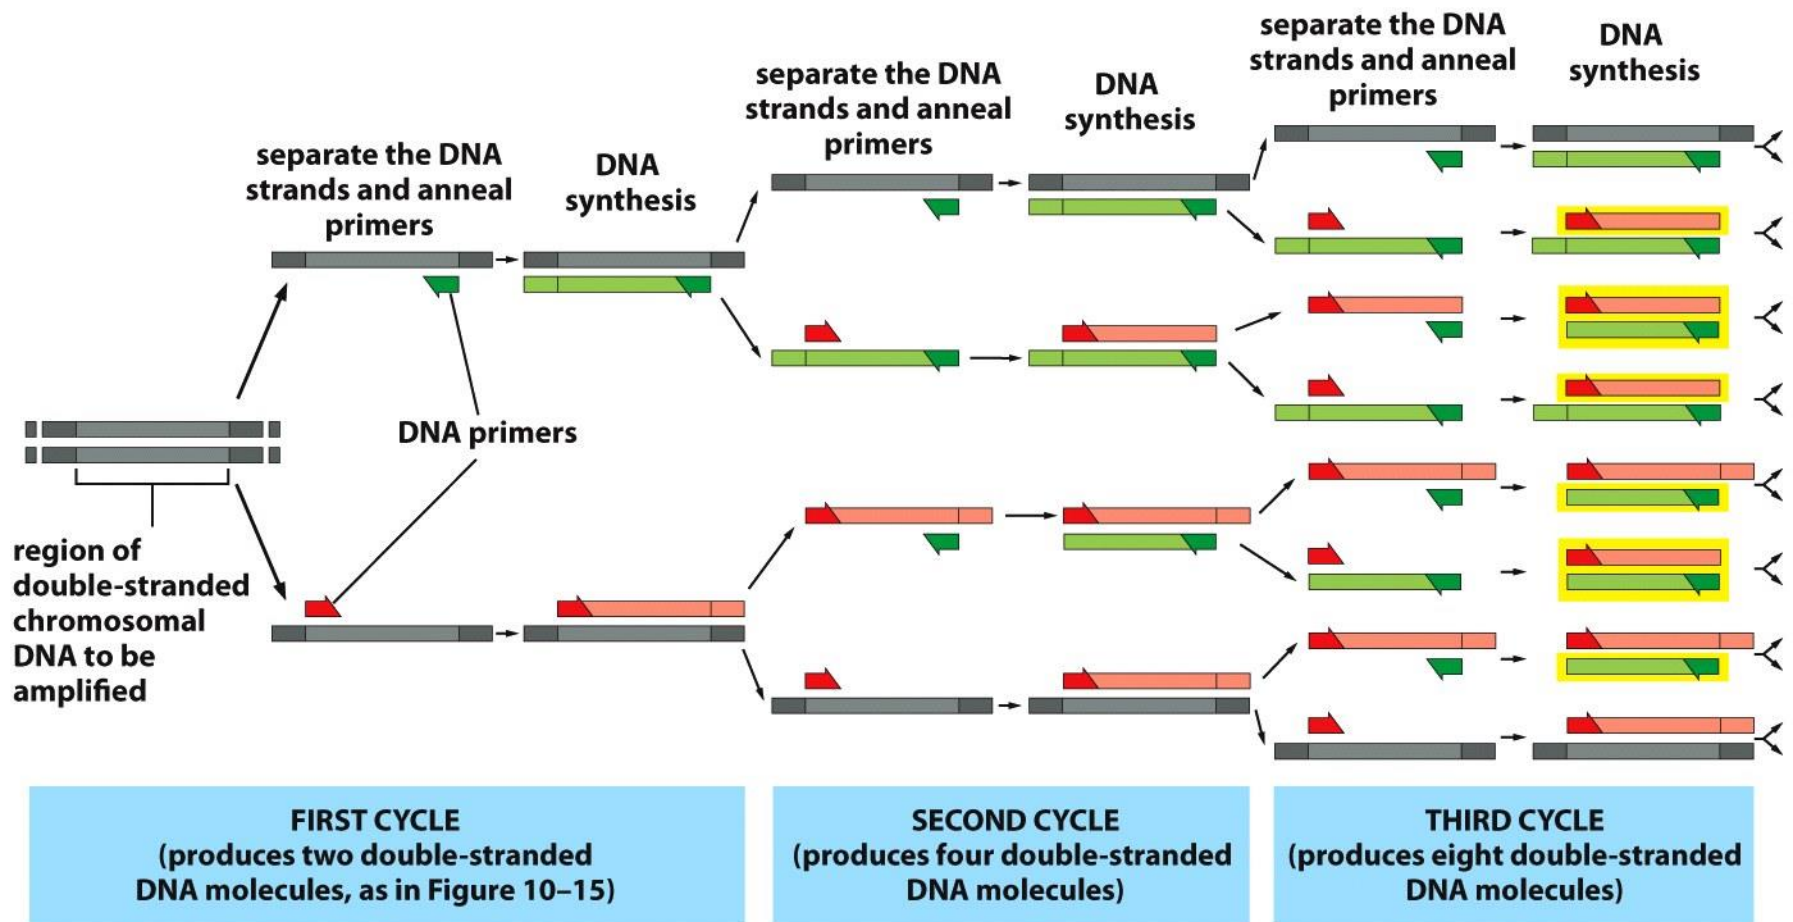 separate the DNA
strands and anneal
primers
DNA
synthesis
separate the DNA
strands and anneal
primers
DNA
synthesis
separate the DNA
strands and anneal
primers
DNA
synthesis
DNA primers
region of
double-stranded
chromosomal
DNA to be
amplified
FIRST CYCLE
(produces two double-stranded
DNA molecules, as in Figure 10–15)
SECOND CYCLE
(produces four double-stranded
DNA molecules)
THIRD CYCLE
(produces eight double-stranded
DNA molecules)